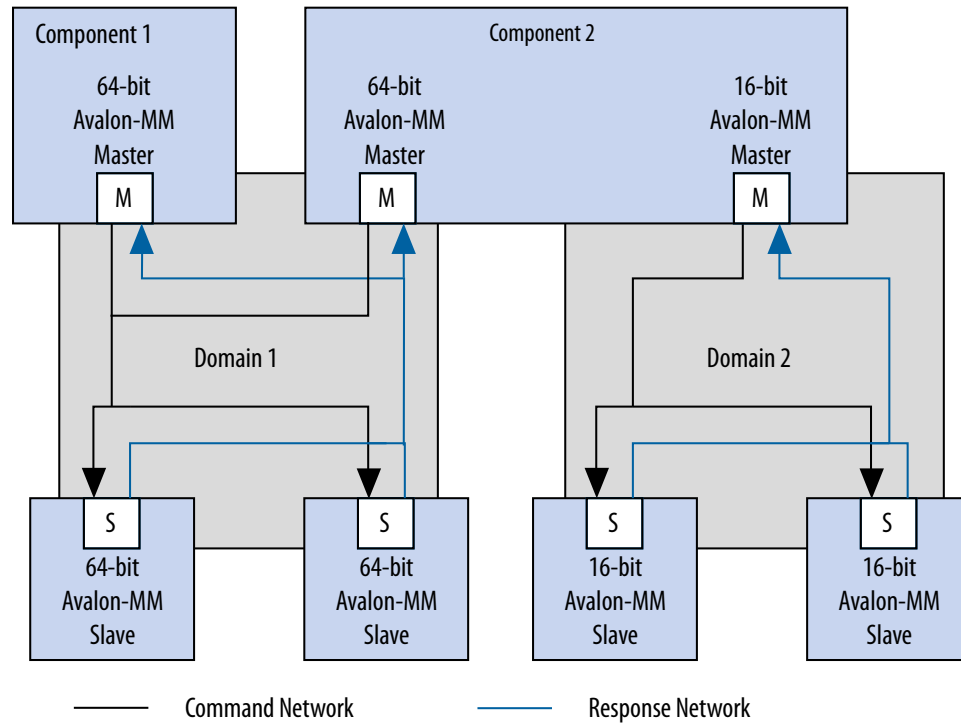 Component 1
Component 2
64-bit
Avalon-MM
Master
M
64-bit
Avalon-MM
Master
M
16-bit
Avalon-MM
Master
M
Domain 1
Domain 2
S
64-bit
Avalon-MM
Slave
S
64-bit
Avalon-MM
Slave
S
16-bit
Avalon-MM
Slave
S
16-bit
Avalon-MM
Slave
Command Network
Response Network